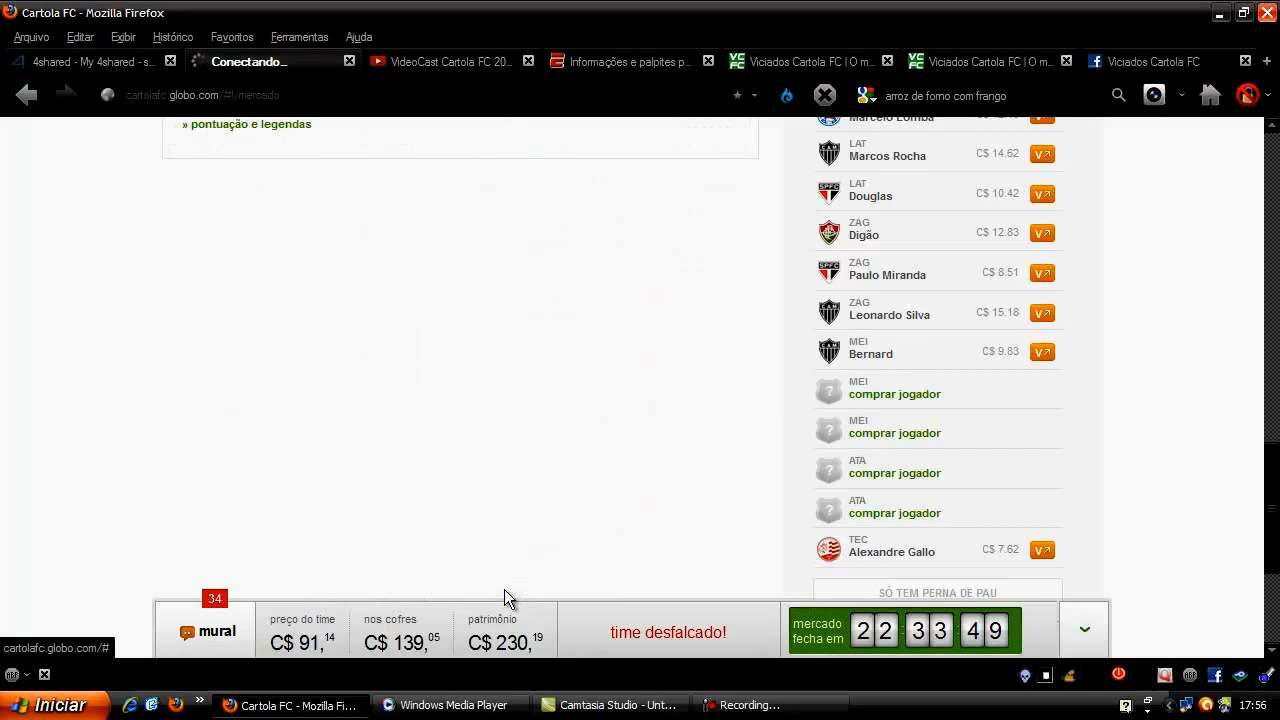 Cartola FC - Mozilla Firefox
Arquivo Editar Exibir Histórico Favoritos Ferramentas Ajuda
4shared - My 4shared - s... Conectando... VideoCast Cartola FC 20... Informações e palpites p... Viciados Cartola FC | O m... Viciados Cartola FC | O m... Viciados Cartola FC
cartolafc.globo.com/#!/mercado arroz de forno com frango
» pontuação e legendas
Marcelo Lomba
LAT
Marcos Rocha C$ 14.62 V
LAT
Douglas C$ 10.42 V
ZAG
Digão C$ 12.83 V
ZAG
Paulo Miranda C$ 8.51 V
ZAG
Leonardo Silva C$ 15.18 V
MEI
Bernard C$ 9.83 V
MEI
comprar jogador
MEI
comprar jogador
ATA
comprar jogador
ATA
comprar jogador
TEC
Alexandre Gallo C$ 7.62 V
SÓ TEM PERNA DE PAU
34
mural
preço do time
C$ 91,14
nos cofres
C$ 139,05
patrimônio
C$ 230,19
time desfalcado!
mercado
fecha em
22:33:49
cartolafc.globo.com/#
Iniciar Cartola FC - Mozilla Fi... Windows Media Player Camtasia Studio - Unt... Recording... 17:56